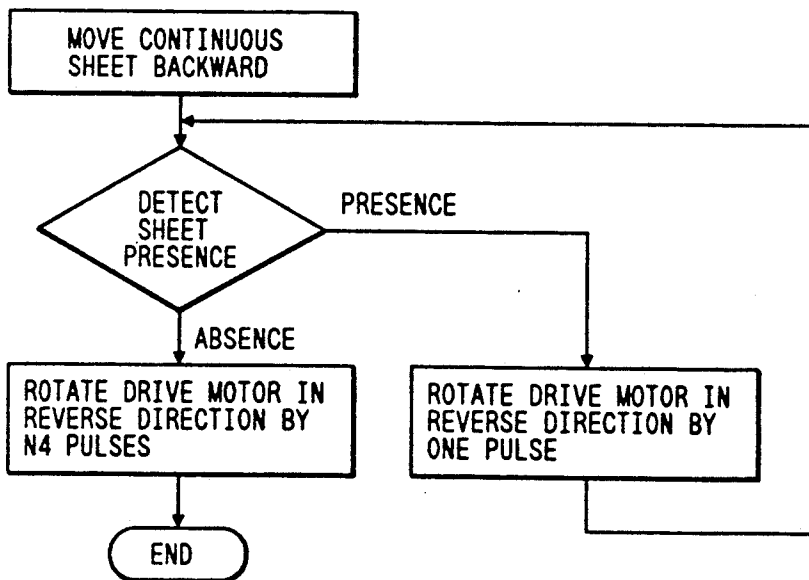 MOVE CONTINUOUS
SHEET BACKWARD
DETECT
SHEET
PRESENCE
PRESENCE
ABSENCE
ROTATE DRIVE MOTOR IN
REVERSE DIRECTION BY
N4 PULSES
ROTATE DRIVE MOTOR IN
REVERSE DIRECTION BY
ONE PULSE
END